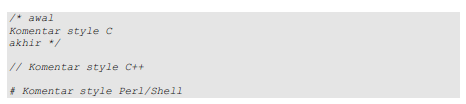 /* awal
Komentar style C
akhir */
// Komentar style C++
# Komentar style Perl/Shell